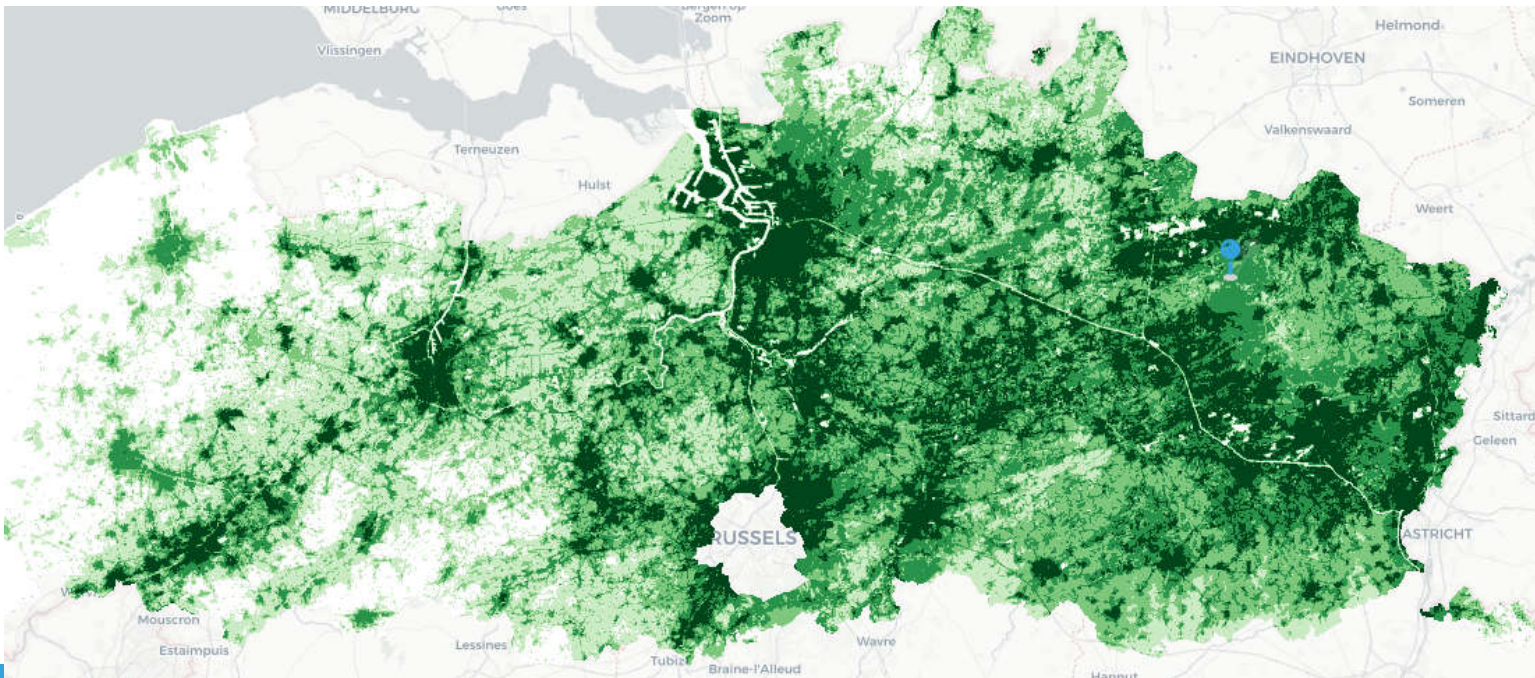 MIDDELBURG
Goes
Bergen op
Zoom
Helmond
Vlissingen
EINDHOVEN
Someren
Valkenswaard
Terneuzen
Hulst
Weert
Sittard
Geleen
RUSSELS
ASTRICHT
Mouscron
Estaimpuis
Lessines
Wavre
Tubiz
Braine-l'Alleud
Hannut